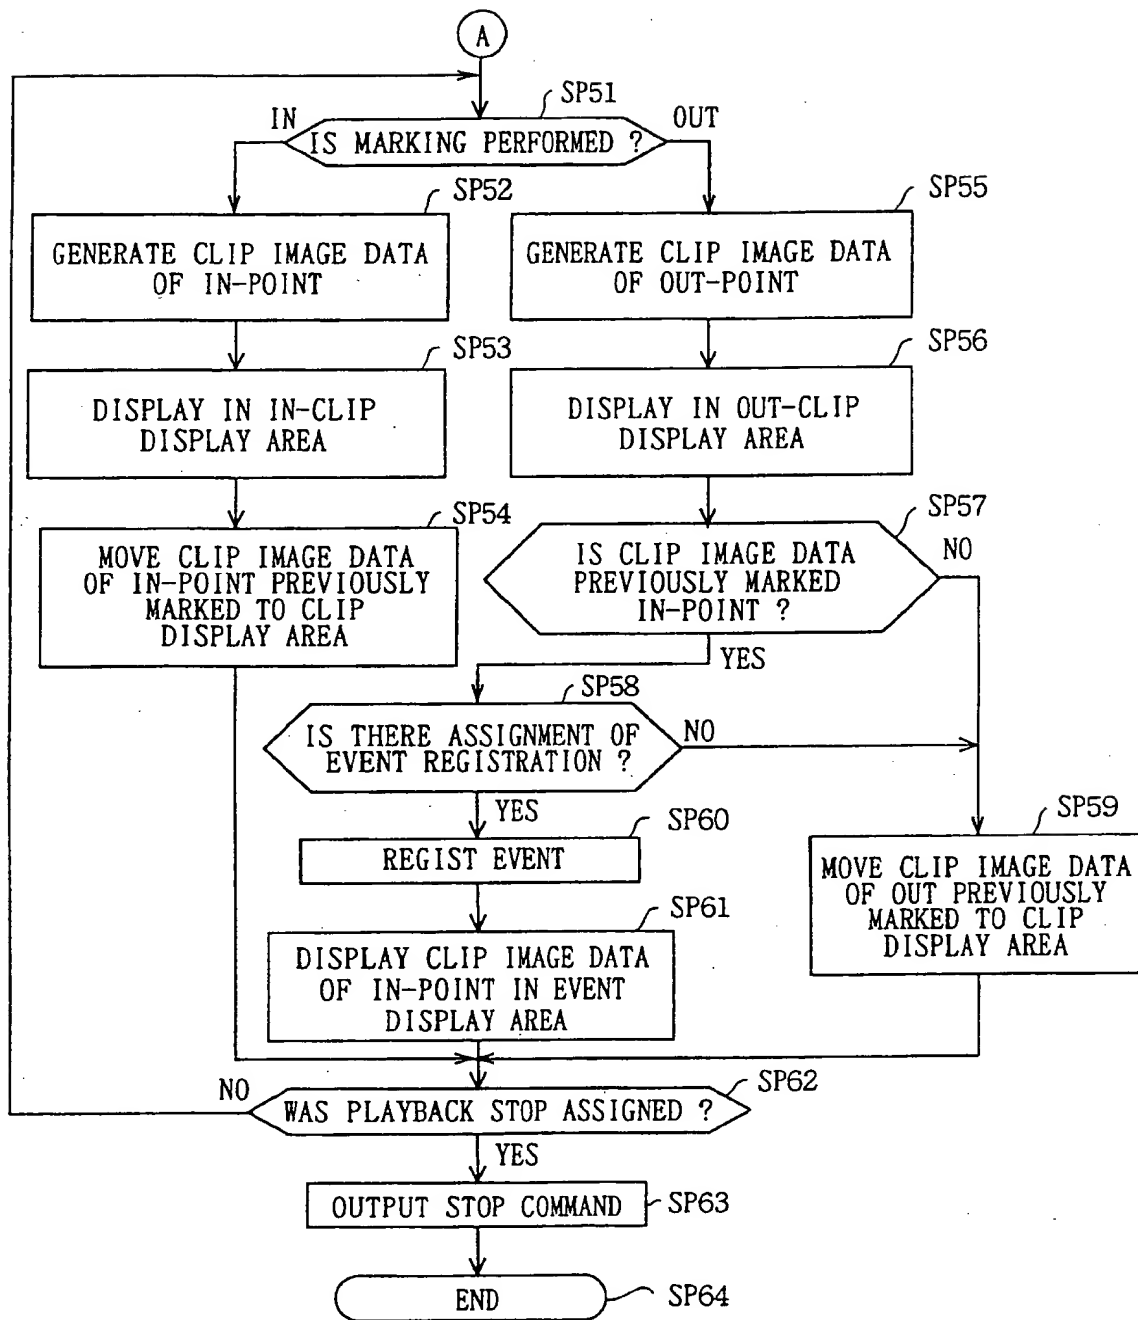 A
SP51
IN
OUT
IS MARKING PERFORMED ?
SP52
SP55
GENERATE CLIP IMAGE DATA
OF IN-POINT
GENERATE CLIP IMAGE DATA
OF OUT-POINT
SP53
SP56
DISPLAY IN IN-CLIP
DISPLAY AREA
DISPLAY IN OUT-CLIP
DISPLAY AREA
SP54
SP57
MOVE CLIP IMAGE DATA
OF IN-POINT PREVIOUSLY
MARKED TO CLIP
DISPLAY AREA
IS CLIP IMAGE DATA
PREVIOUSLY MARKED
IN-POINT ?
NO
YES
SP58
IS THERE ASSIGNMENT OF
EVENT REGISTRATION ?
NO
YES
SP60
SP59
REGIST EVENT
MOVE CLIP IMAGE DATA
OF OUT PREVIOUSLY
MARKED TO CLIP
DISPLAY AREA
SP61
DISPLAY CLIP IMAGE DATA
OF IN-POINT IN EVENT
DISPLAY AREA
NO
SP62
WAS PLAYBACK STOP ASSIGNED ?
YES
OUTPUT STOP COMMAND
SP63
END
SP64